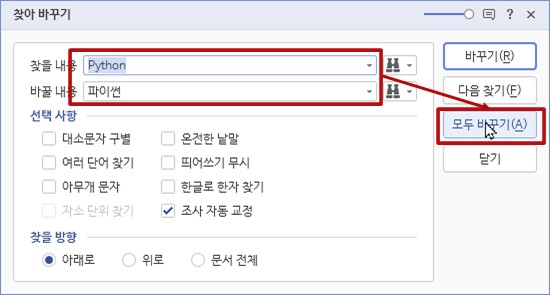 찾아 바꾸기
찾을 내용 Python
바꿀 내용 파이썬
바꾸기(R)
다음 찾기(F)
모두 바꾸기(A)
닫기
선택 사항
대소문자 구별 온전한 낱말
여러 단어 찾기 띄어쓰기 무시
아무개 문자 한글로 한자 찾기
자소 단위 찾기 조사 자동 교정
찾을 방향
아래로 위로 문서 전체